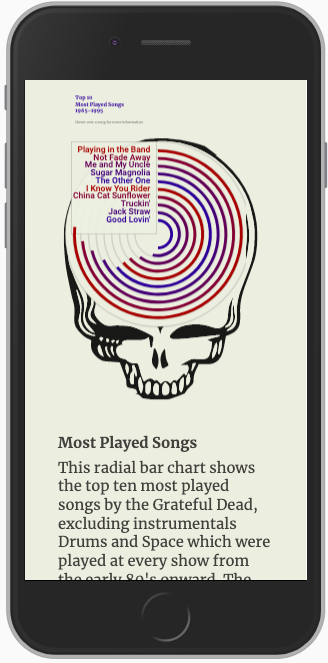 Top 10
Most Played Songs
1965-1995
Hover over a song for more information
Playing in the Band
Not Fade Away
Me and My Uncle
Sugar Magnolia
The Other One
I Know You Rider
China Cat Sunflower
Truckin'
Jack Straw
Good Lovin'
Most Played Songs
This radial bar chart shows
the top ten most played
songs by the Grateful Dead,
excluding instrumentals
Drums and Space which were
played at every show from
the early 80's onward. The